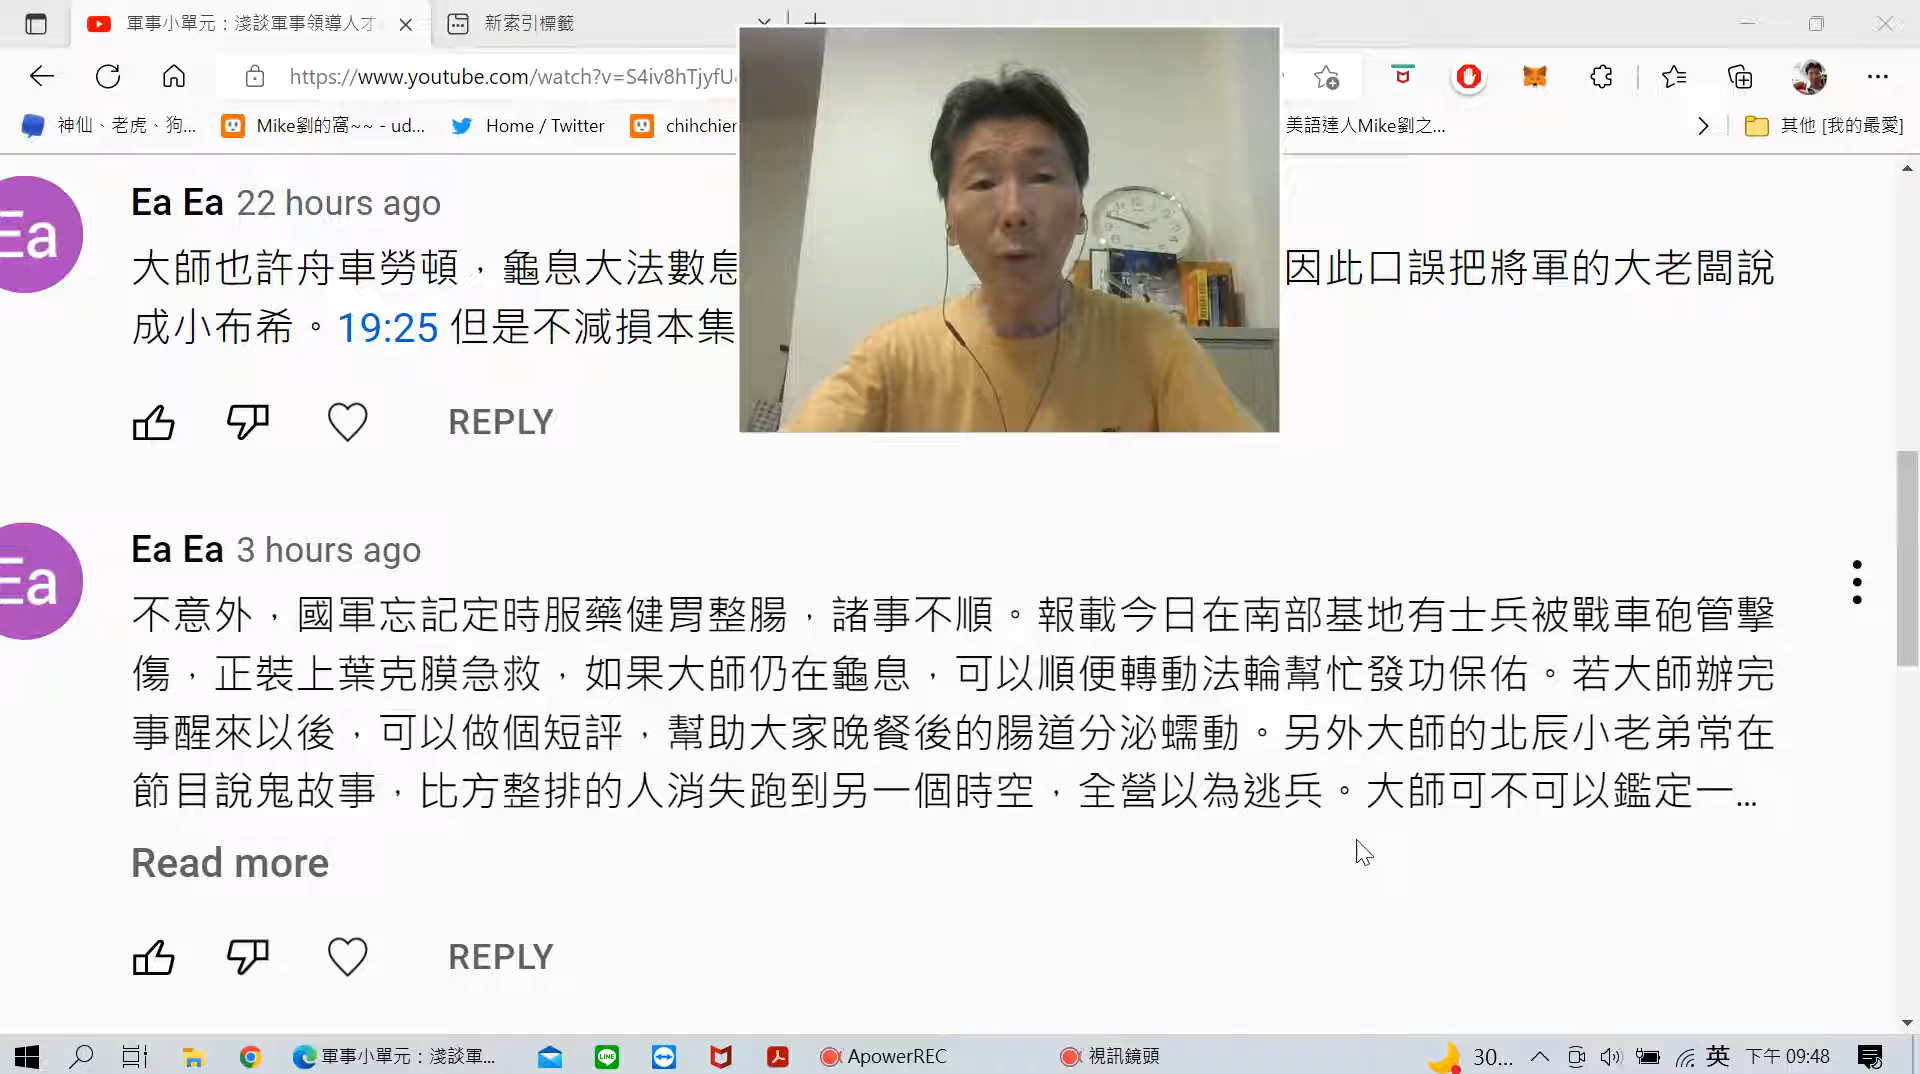 軍事小單元：淺談軍事領導人才
新索引標籤
https://www.youtube.com/watch?v=S4iv8hTjyfU
神仙、老虎、狗...
Mike劉的窩~~ - ud...
Home / Twitter
chihchier
美語達人Mike劉之...
其他 [我的最愛]
Ea
Ea Ea 22 hours ago
大師也許舟車勞頓，龜息大法數息
因此口誤把將軍的大老闆說
成小布希。19:25 但是不減損本集
REPLY
Ea
Ea Ea 3 hours ago
不意外，國軍忘記定時服藥健胃整腸，諸事不順。報載今日在南部基地有士兵被戰車砲管擊
傷，正裝上葉克膜急救，如果大師仍在龜息，可以順便轉動法輪幫忙發功保佑。若大師辦完
事醒來以後，可以做個短評，幫助大家晚餐後的腸道分泌蠕動。另外大師的北辰小老弟常在
節目說鬼故事，比方整排的人消失跑到另一個時空，全營以為逃兵。大師可不可以鑑定一...
Read more
REPLY
軍事小單元：淺談軍...
ApowerREC
視訊鏡頭
30...
英
下午 09:48